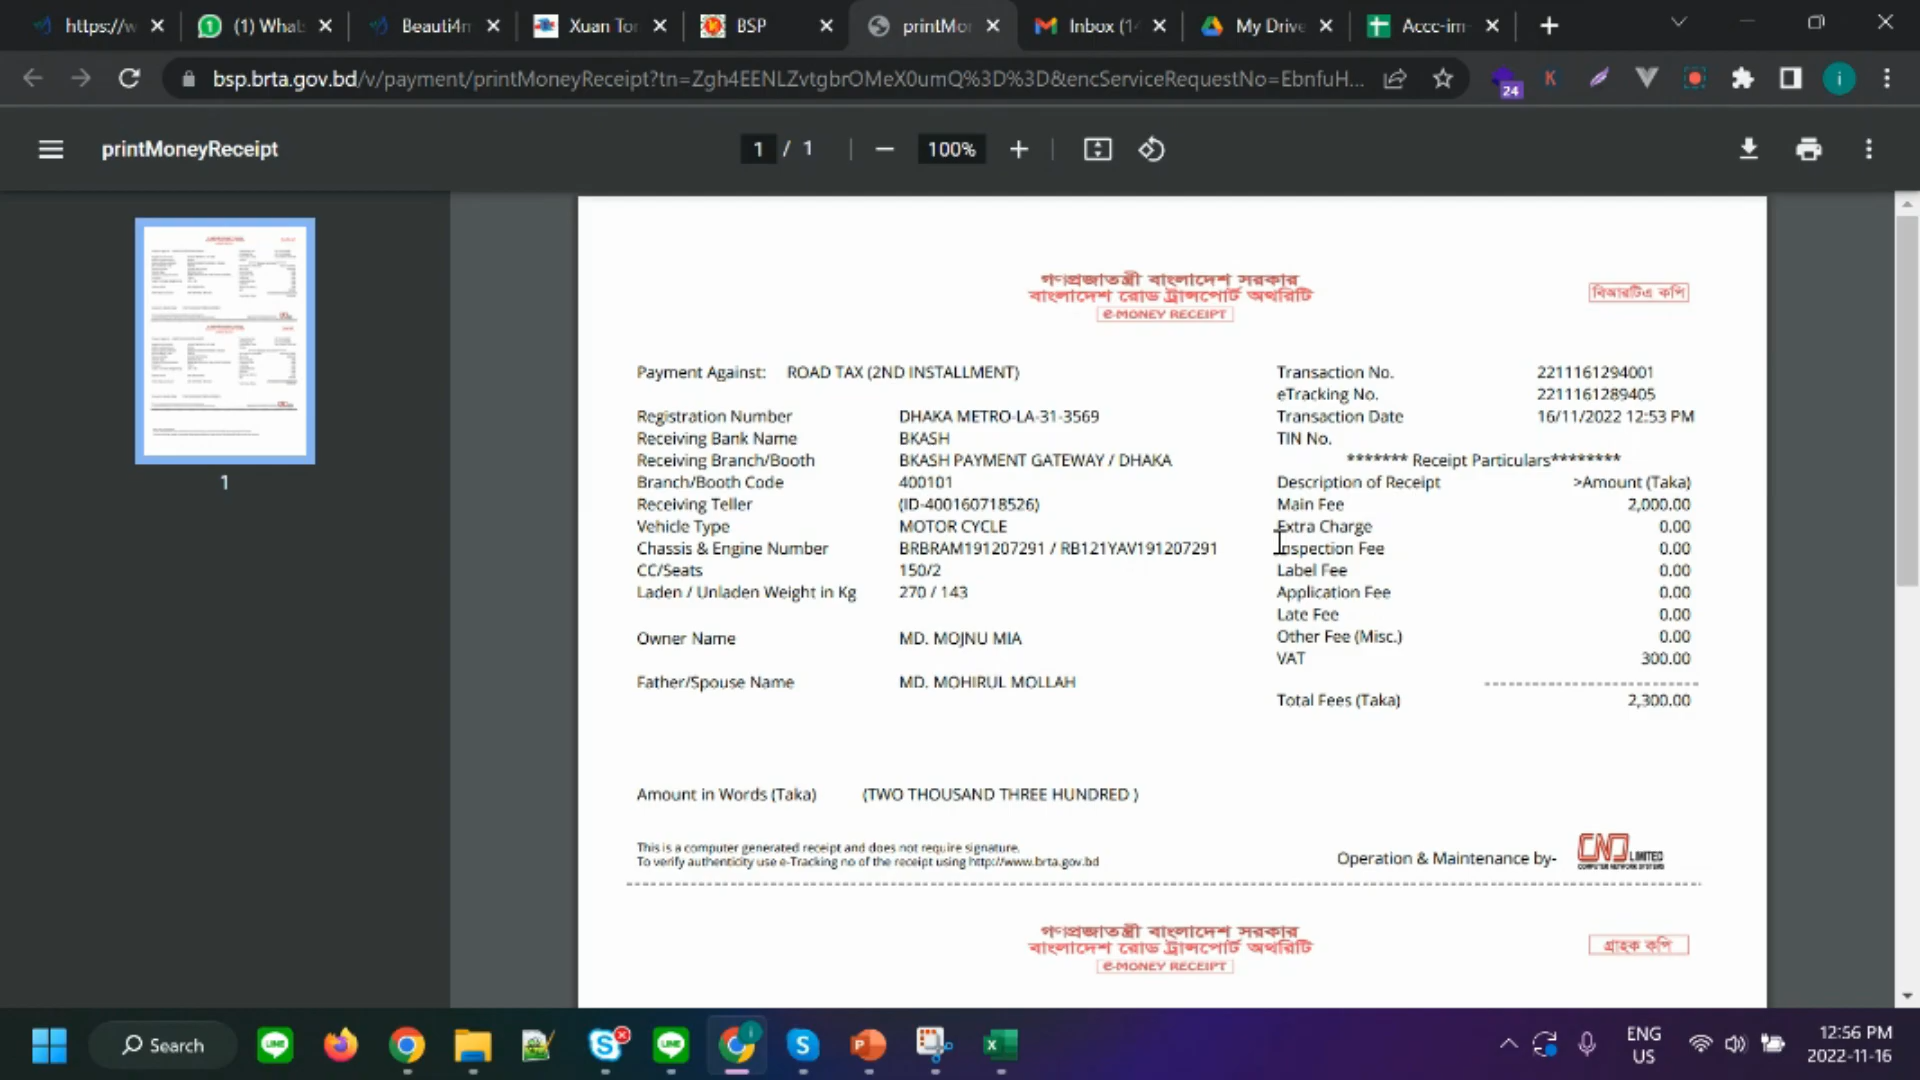 https://w
(1) What
Beauti4m
Xuan Tor
BSP
printMor
Inbox (1
My Drive
Accc-im
bsp.brta.gov.bd/v/payment/printMoneyReceipt?tn=Zgh4EENLZvtgbrOMeX0umQ%3D%3D&encServiceRequestNo=EbnfuH...
24
K
i
printMoneyReceipt
1 / 1
100%
1
গণপ্রজাতন্ত্রী বাংলাদেশ সরকার
বিআরটিএ কপি
বাংলাদেশ রোড ট্রান্সপোর্ট অথরিটি
e-MONEY RECEIPT
Payment Against: ROAD TAX (2ND INSTALLMENT)
Transaction No. 2211161294001
eTracking No. 2211161289405
Registration Number DHAKA METRO-LA-31-3569
Transaction Date 16/11/2022 12:53 PM
Receiving Bank Name BKASH
TIN No.
Receiving Branch/Booth BKASH PAYMENT GATEWAY / DHAKA
******* Receipt Particulars********
Branch/Booth Code 400101
Description of Receipt >Amount (Taka)
Receiving Teller (ID-400160718526)
Main Fee 2,000.00
Vehicle Type MOTOR CYCLE
Extra Charge 0.00
Chassis & Engine Number BRBRAM191207291 / RB121YAV191207291
Inspection Fee 0.00
CC/Seats 150/2
Label Fee 0.00
Laden / Unladen Weight in Kg 270 / 143
Application Fee 0.00
Late Fee 0.00
Owner Name MD. MOJNU MIA
Other Fee (Misc.) 0.00
VAT 300.00
Father/Spouse Name MD. MOHIRUL MOLLAH
Total Fees (Taka) 2,300.00
Amount in Words (Taka) (TWO THOUSAND THREE HUNDRED )
This is a computer generated receipt and does not require signature.
To verify authenticity use e-Tracking no of the receipt using http://www.brta.gov.bd
Operation & Maintenance by-
CNS LIMITED
COMPUTER NETWORK SYSTEMS
গণপ্রজাতন্ত্রী বাংলাদেশ সরকার
গ্রাহক কপি
বাংলাদেশ রোড ট্রান্সপোর্ট অথরিটি
e-MONEY RECEIPT
Search
ENG
US
12:56 PM
2022-11-16